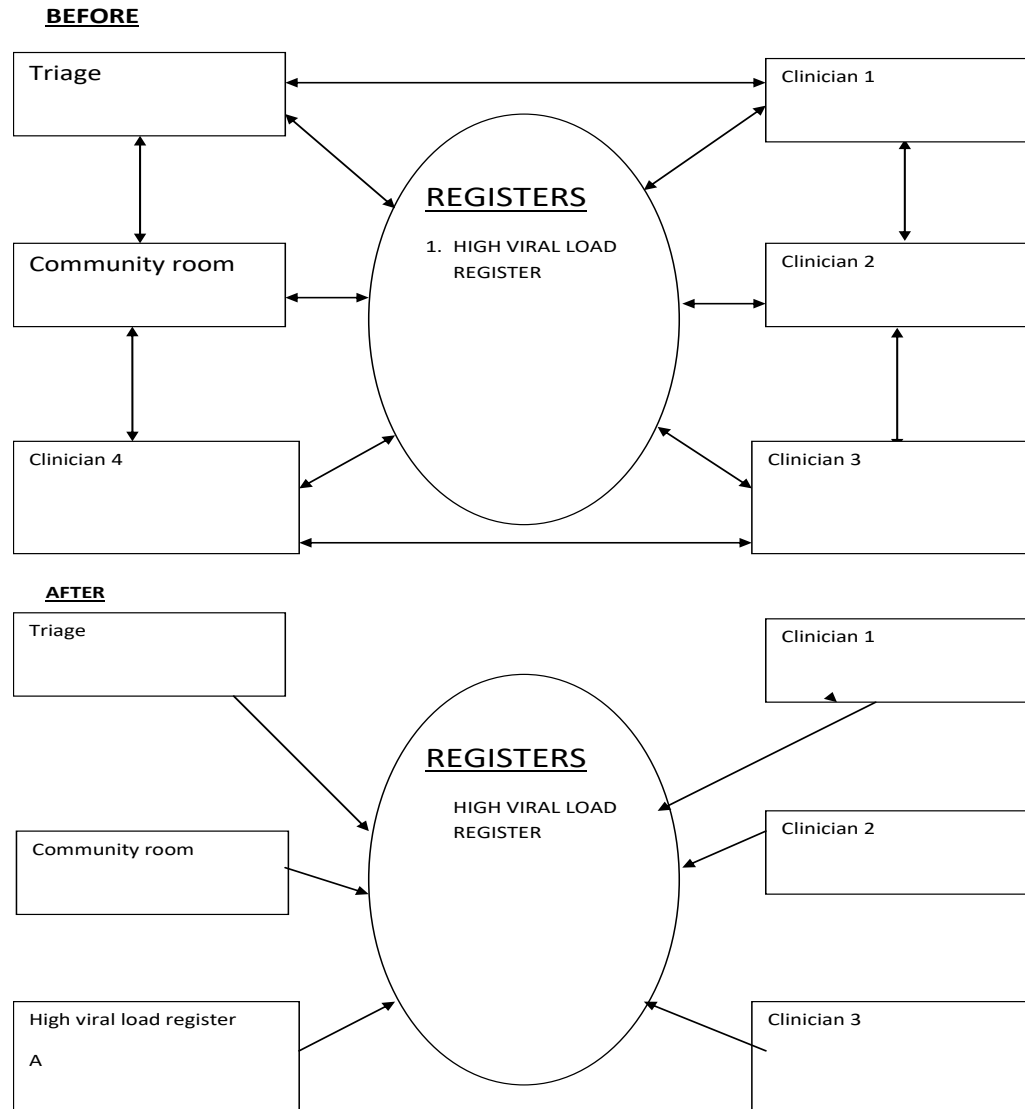 BEFORE
Triage
Clinician 1
REGISTERS
1. HIGH VIRAL LOAD
REGISTER
Community room
Clinician 2
Clinician 4
Clinician 3
AFTER
Triage
Clinician 1
REGISTERS
HIGH VIRAL LOAD
REGISTER
Community room
Clinician 2
High viral load register
A
Clinician 3